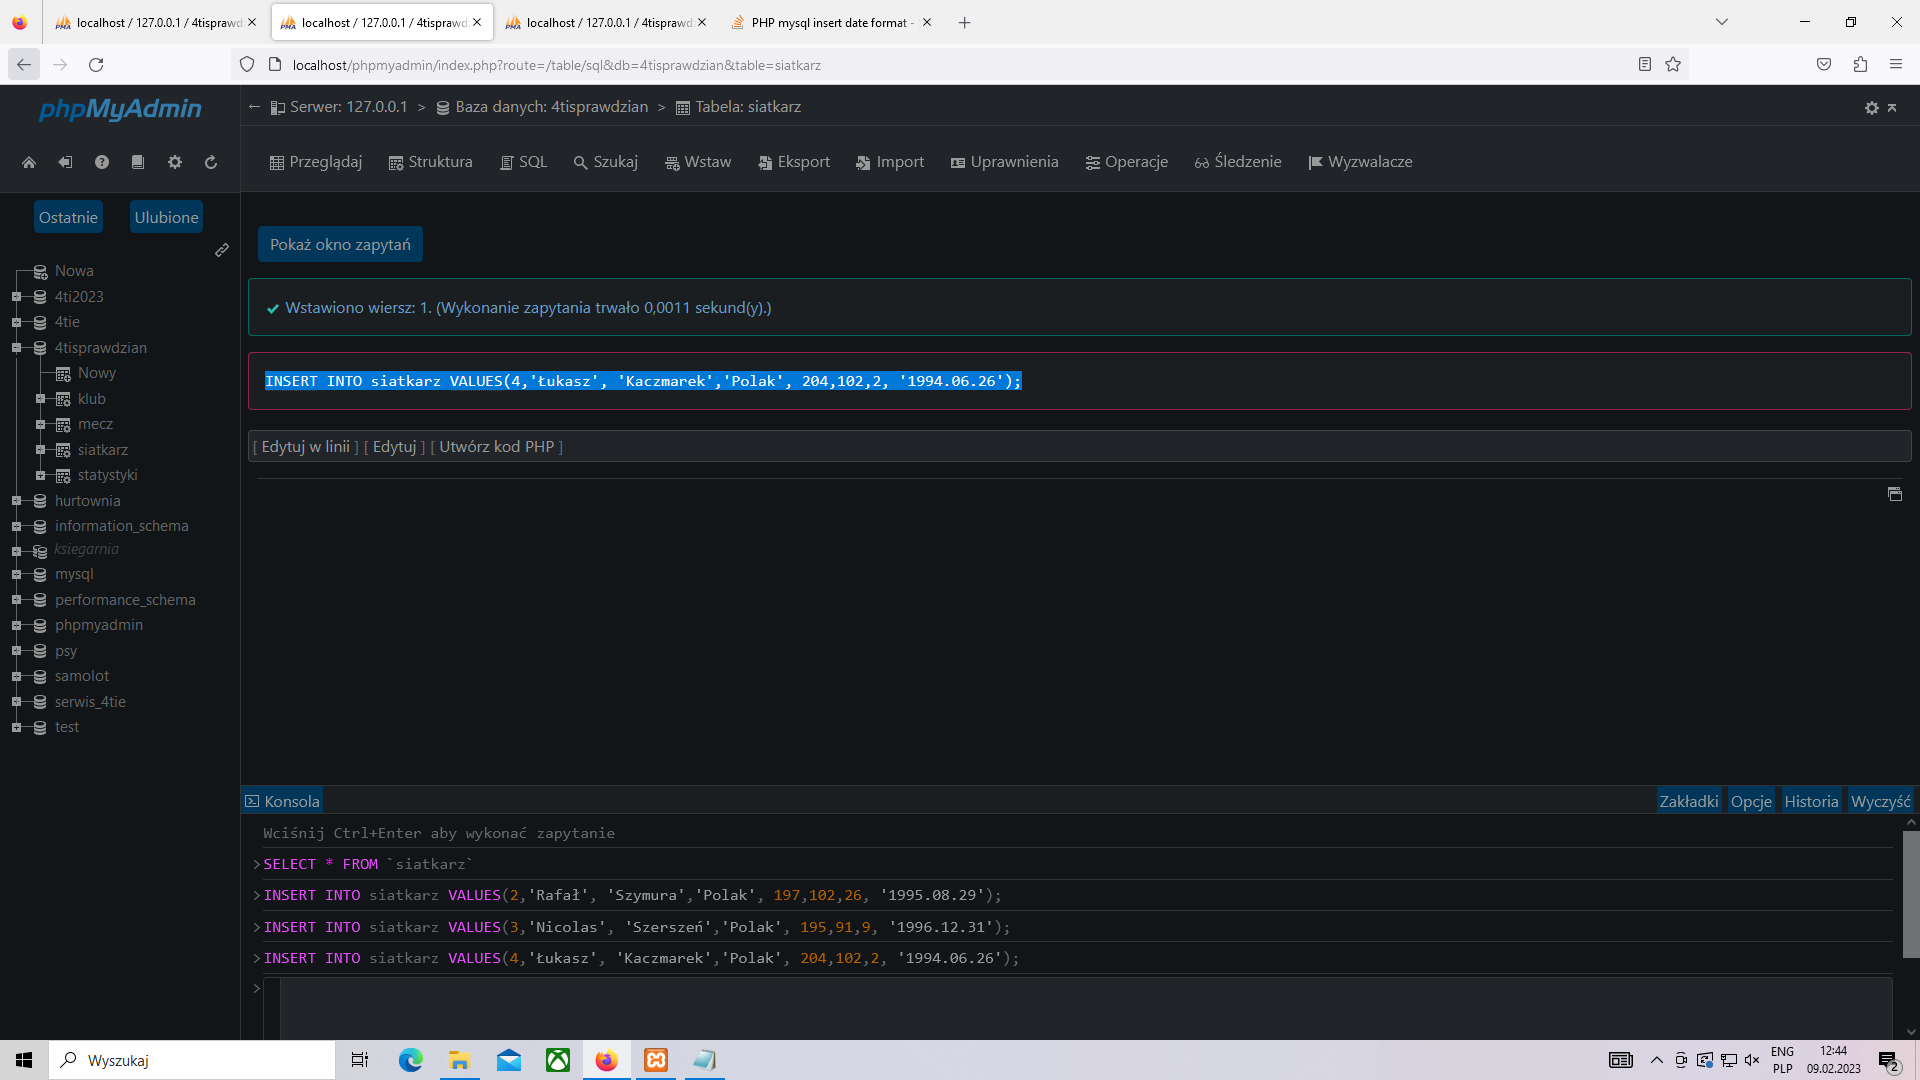 localhost / 127.0.0.1 / 4tisprawd
localhost / 127.0.0.1 / 4tisprawd
localhost / 127.0.0.1 / 4tisprawd
PHP mysql insert date format -
localhost/phpmyadmin/index.php?route=/table/sql&db=4tisprawdzian&table=siatkarz
phpMyAdmin
Serwer: 127.0.0.1 > Baza danych: 4tisprawdzian > Tabela: siatkarz
Przeglądaj Struktura SQL Szukaj Wstaw Eksport Import Uprawnienia Operacje Śledzenie Wyzwalacze
Ostatnie Ulubione
Nowa
4ti2023
4tie
4tisprawdzian
Nowy
klub
mecz
siatkarz
statystyki
hurtownia
information_schema
ksiegarnia
mysql
performance_schema
phpmyadmin
psy
samolot
serwis_4tie
test
Pokaż okno zapytań
Wstawiono wiersz: 1. (Wykonanie zapytania trwało 0,0011 sekund(y).)
INSERT INTO siatkarz VALUES(4,'Łukasz', 'Kaczmarek','Polak', 204,102,2, '1994.06.26');
[ Edytuj w linii ] [ Edytuj ] [ Utwórz kod PHP ]
Konsola
Zakładki Opcje Historia Wyczyść
Wciśnij Ctrl+Enter aby wykonać zapytanie
>SELECT * FROM `siatkarz`
>INSERT INTO siatkarz VALUES(2,'Rafał', 'Szymura','Polak', 197,102,26, '1995.08.29');
>INSERT INTO siatkarz VALUES(3,'Nicolas', 'Szerszeń','Polak', 195,91,9, '1996.12.31');
>INSERT INTO siatkarz VALUES(4,'Łukasz', 'Kaczmarek','Polak', 204,102,2, '1994.06.26');
>
Wyszukaj
ENG
PLP
12:44
09.02.2023
2